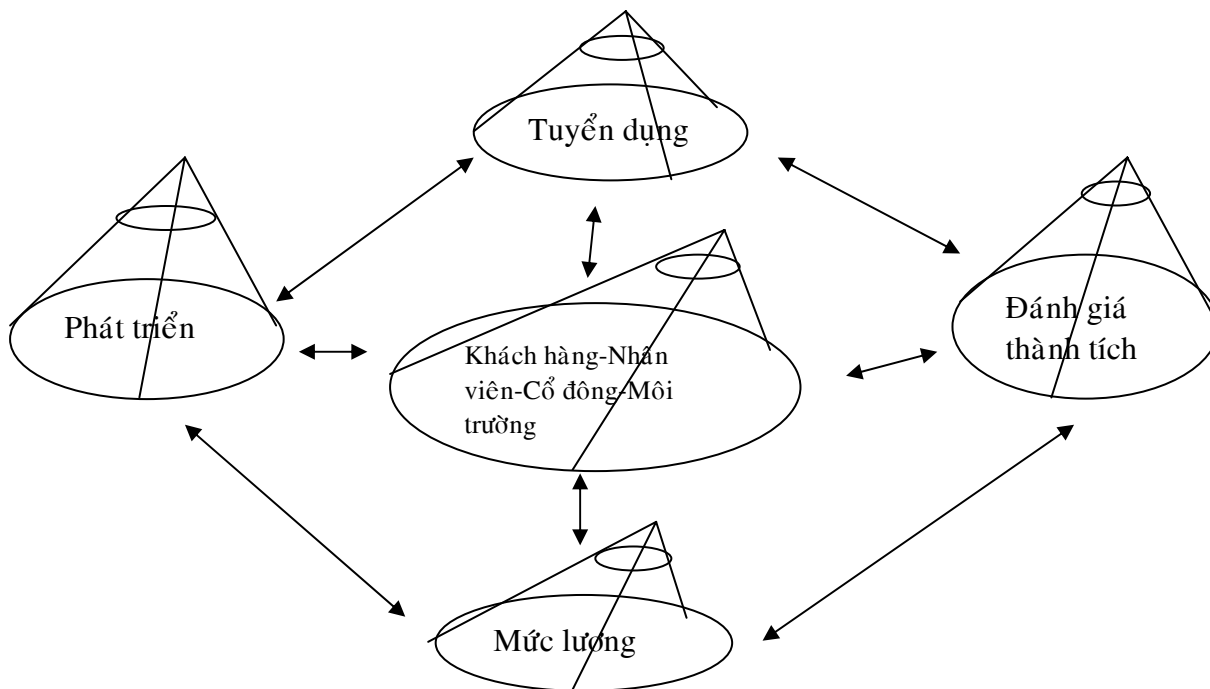 Tuyển dụng
Phát triển
Khách hàng-Nhân
viên-Cổ đông-Môi
trường
Đánh giá
thành tích
Mức lương